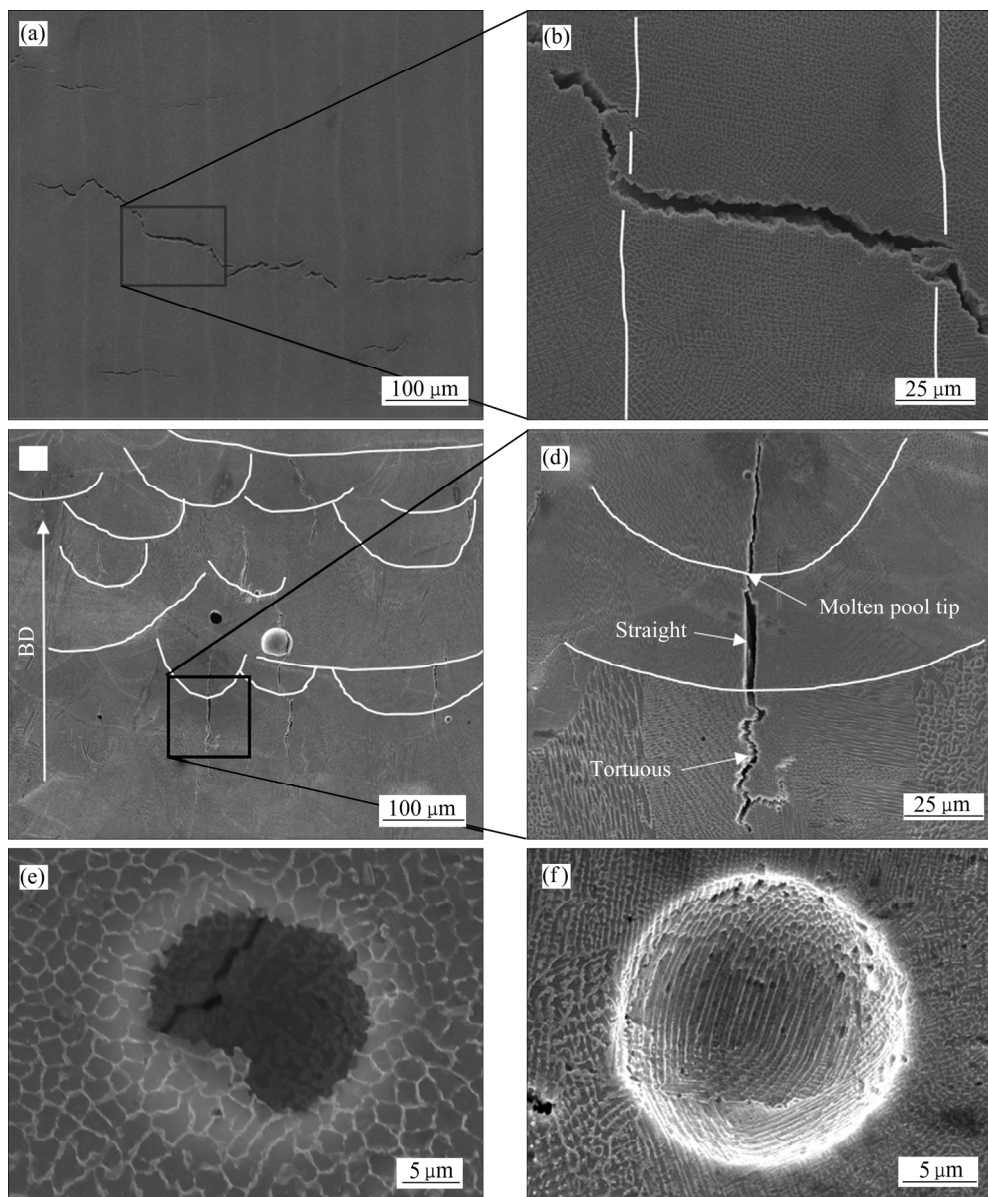 (a)
100 μm
(b)
25 μm
BD
100 μm
(d)
Molten pool tip
Straight
Tortuous
25 μm
(e)
5 μm
(f)
5 μm